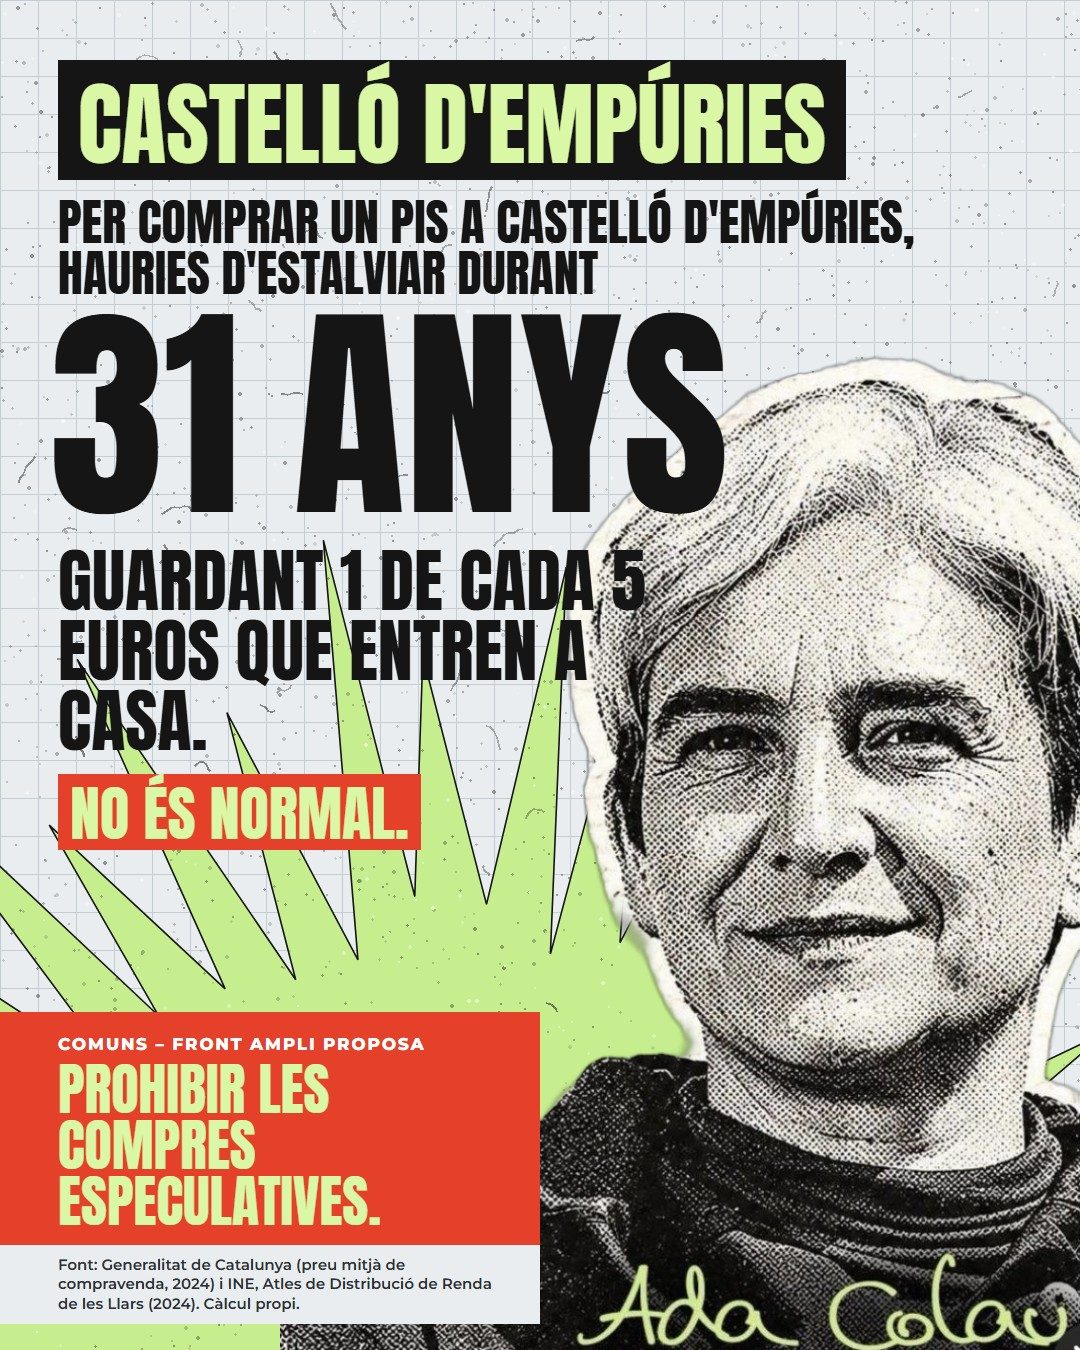 CASTELLÓ D'EMPÚRIES
PER COMPRAR UN PIS A CASTELLÓ D'EMPÚRIES,
HAURIES D'ESTALVIAR DURANT
31 ANYS
GUARDANT 1 DE CADA 5
EUROS QUE ENTREN A
CASA.
NO ÉS NORMAL.
COMUNS – FRONT AMPLI PROPOSA
PROHIBIR LES
COMPRES
ESPECULATIVES.
Font: Generalitat de Catalunya (preu mitjà de
compravenda, 2024) i INE, Atles de Distribució de Renda
de les Llars (2024). Càlcul propi.
Ada Colau